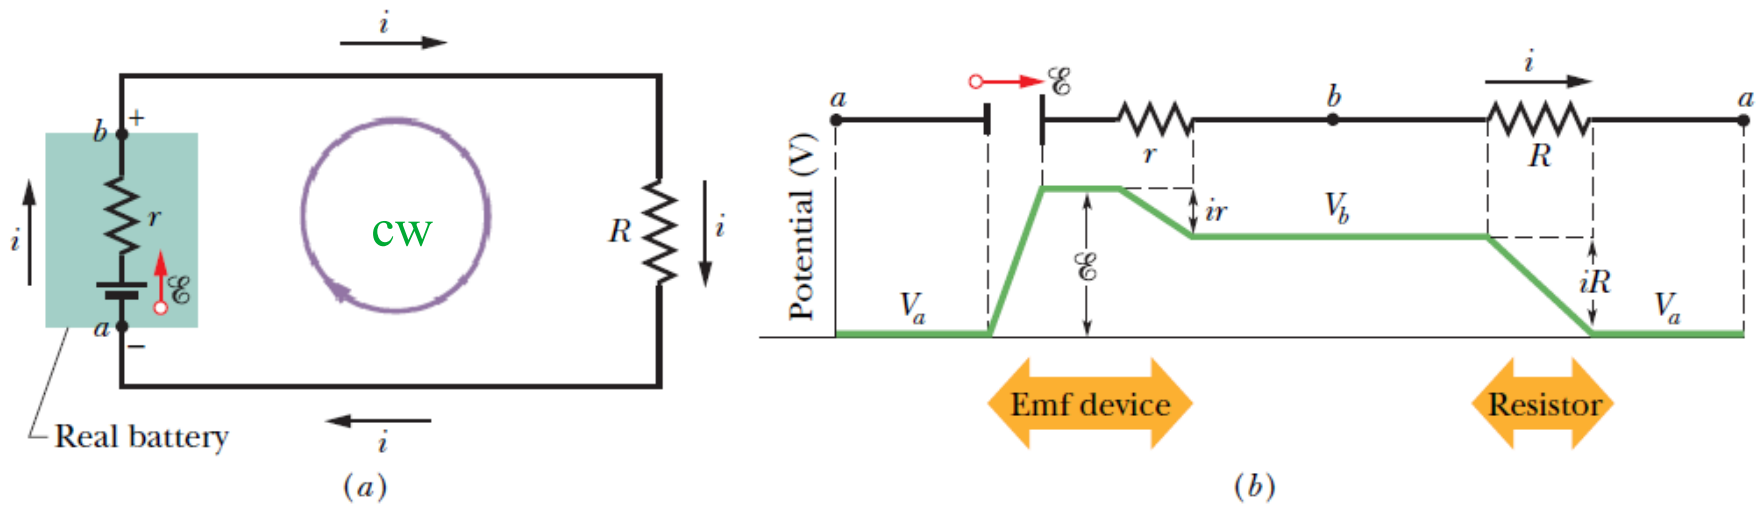 i
b
+
i
r
cw
R
i
ℰ
a
−
Real battery
i
(a)
ℰ
i
a
b
a
r
R
Potential (V)
ir
V_b
ℰ
iR
V_a
V_a
Emf device
Resistor
(b)